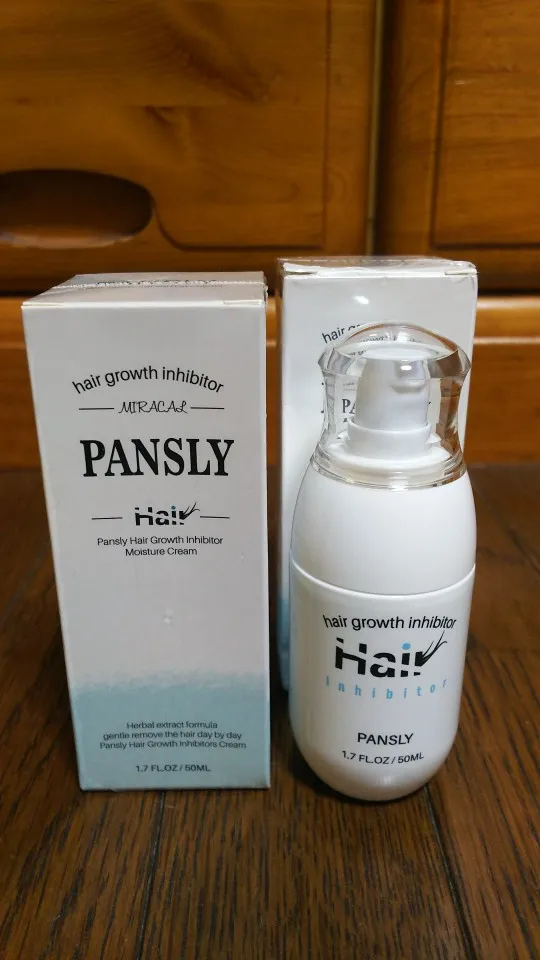 hair growth inhibitor
MIRACAL
PANSLY
Hair
Pansly Hair Growth Inhibitor
Moisture Cream
Herbal extract formula
gentle remove the hair day by day
Pansly Hair Growth Inhibitors Cream
1.7 FL.OZ / 50ML
hair gro
hair growth inhibitor
Hair
inhibitor
PANSLY
1.7 FL.OZ / 50ML